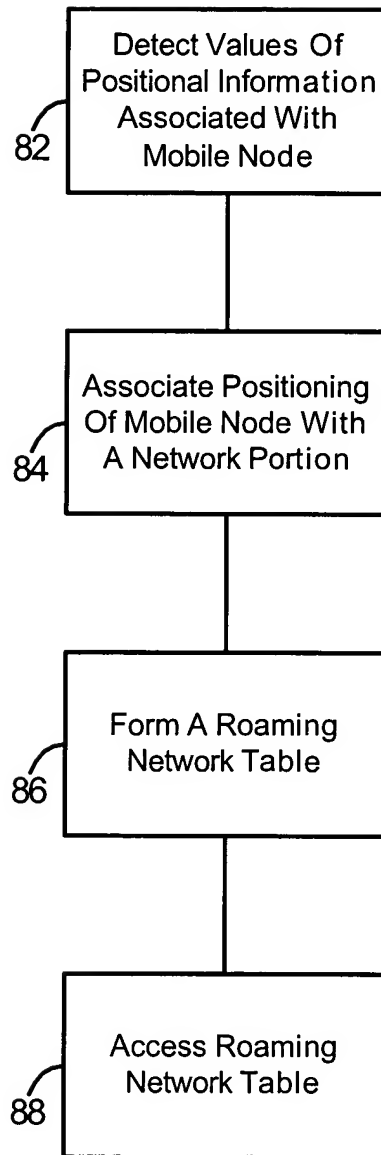 Detect Values Of
Positional Information
Associated With
Mobile Node
82
Associate Positioning
Of Mobile Node With
A Network Portion
84
Form A Roaming
Network Table
86
Access Roaming
Network Table
88